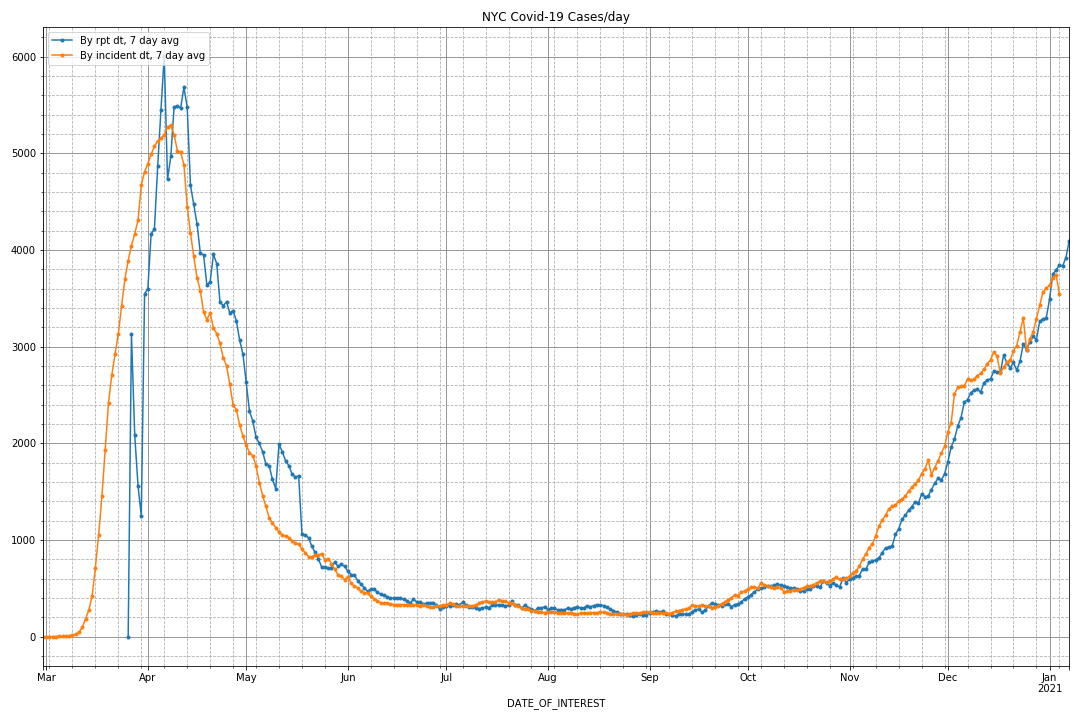 NYC Covid-19 Cases/day
By rpt dt, 7 day avg
By incident dt, 7 day avg
6000
5000
4000
3000
2000
1000
0
Mar Apr May Jun Jul Aug Sep Oct Nov Dec Jan
2021
DATE_OF_INTEREST